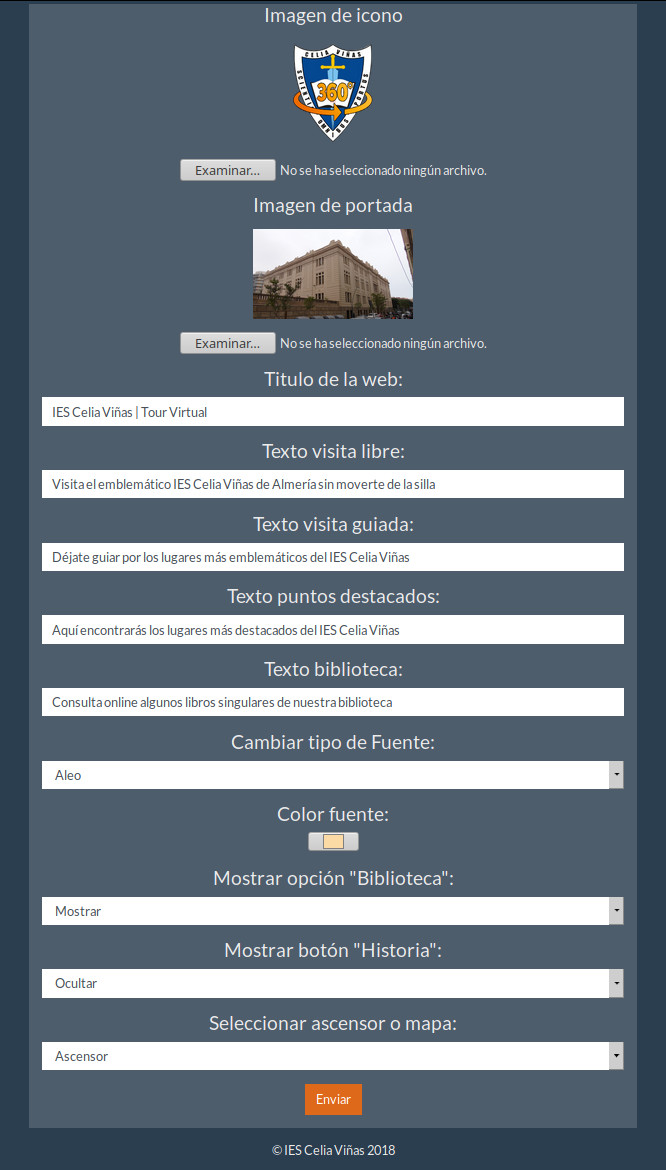 Imagen de icono
CELIA VIÑAS
360º
Examinar... No se ha seleccionado ningún archivo.
Imagen de portada
Examinar... No se ha seleccionado ningún archivo.
Titulo de la web:
IES Celia Viñas | Tour Virtual
Texto visita libre:
Visita el emblemático IES Celia Viñas de Almería sin moverte de la silla
Texto visita guiada:
Déjate guiar por los lugares más emblemáticos del IES Celia Viñas
Texto puntos destacados:
Aquí encontrarás los lugares más destacados del IES Celia Viñas
Texto biblioteca:
Consulta online algunos libros singulares de nuestra biblioteca
Cambiar tipo de Fuente:
Aleo
Color fuente:
Mostrar opción "Biblioteca":
Mostrar
Mostrar botón "Historia":
Ocultar
Seleccionar ascensor o mapa:
Ascensor
Enviar
© IES Celia Viñas 2018